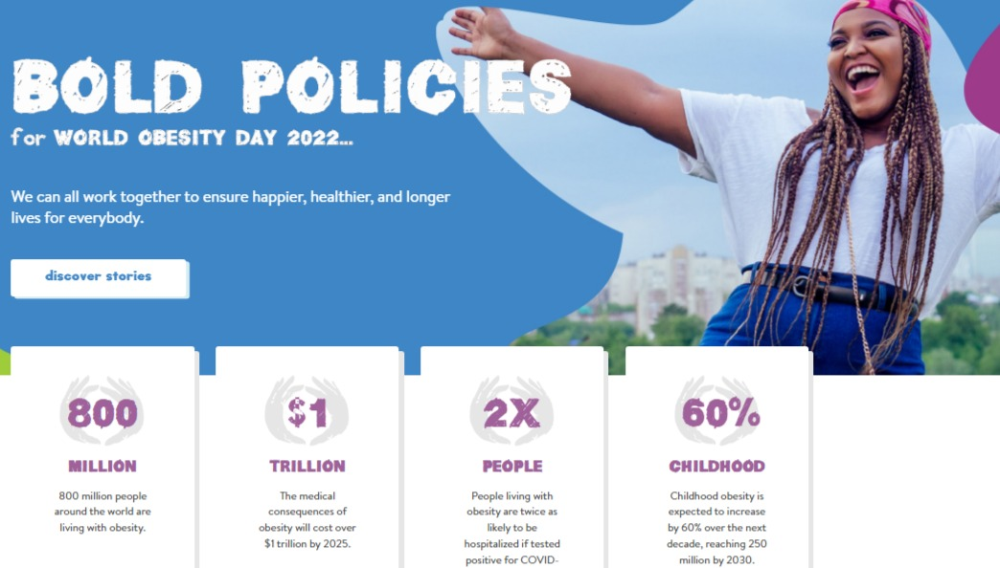 BOLD POLICIES
for WORLD OBESITY DAY 2022...
We can all work together to ensure happier, healthier, and longer
lives for everybody.
discover stories
800
MILLION
800 million people
around the world are
living with obesity.
$1
TRILLION
The medical
consequences of
obesity will cost over
$1 trillion by 2025.
2X
PEOPLE
People living with
obesity are twice as
likely to be
hospitalized if tested
positive for COVID-
60%
CHILDHOOD
Childhood obesity is
expected to increase
by 60% over the next
decade, reaching 250
million by 2030.